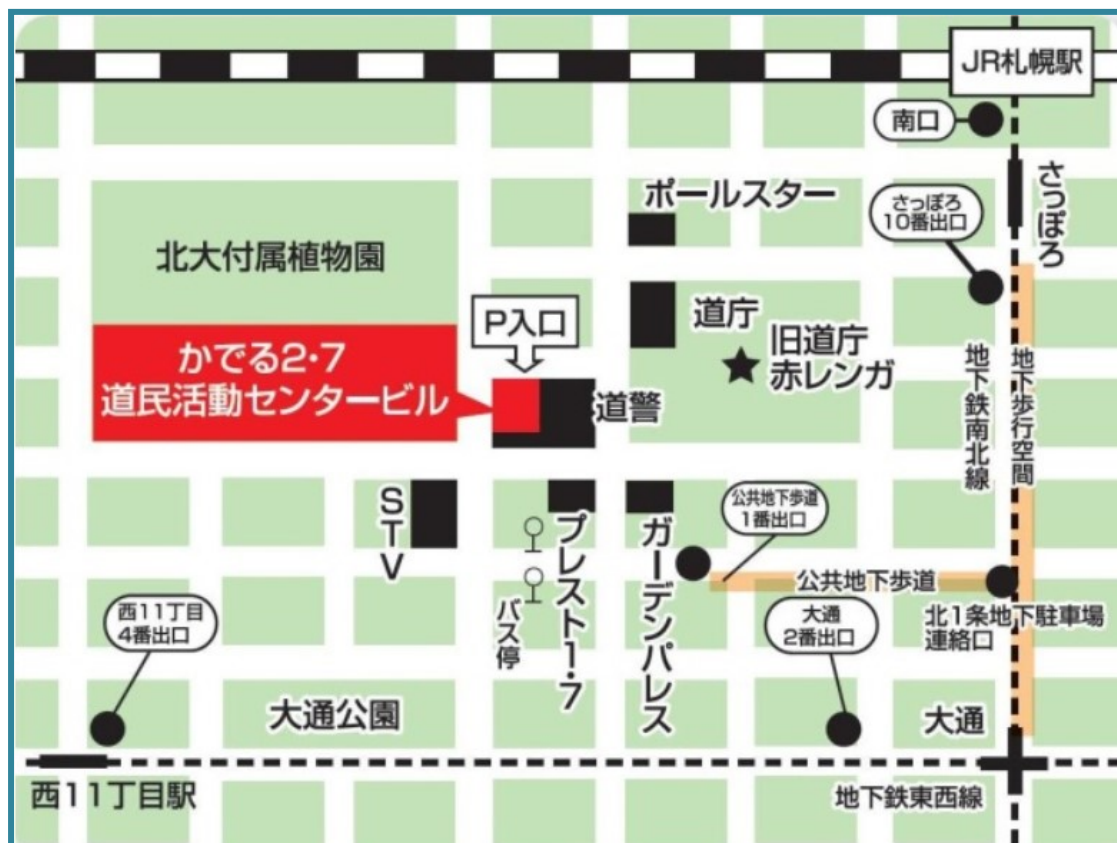 JR札幌駅
南口
ポールスター
さっぽろ
10番出口
さっぽろ
北大付属植物園
P入口
道庁
旧道庁
赤レンガ
かでる2・7
道民活動センタービル
道警
地下鉄南北線
地下歩行空間
STV
プレスト1・7
ガーデンパレス
公共地下歩道
1番出口
公共地下歩道
バス停
西11丁目
4番出口
大通
2番出口
北1条地下駐車場
連絡口
大通公園
大通
西11丁目駅
地下鉄東西線